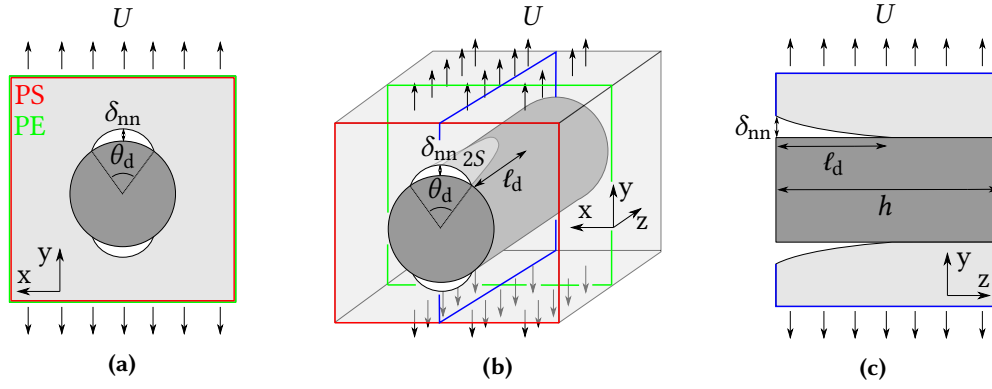 U
PS
PE
δnn
θd
y
x
(a)
U
δnn
2S
θd
ℓd
y
x
z
(b)
U
δnn
ℓd
h
y
z
(c)